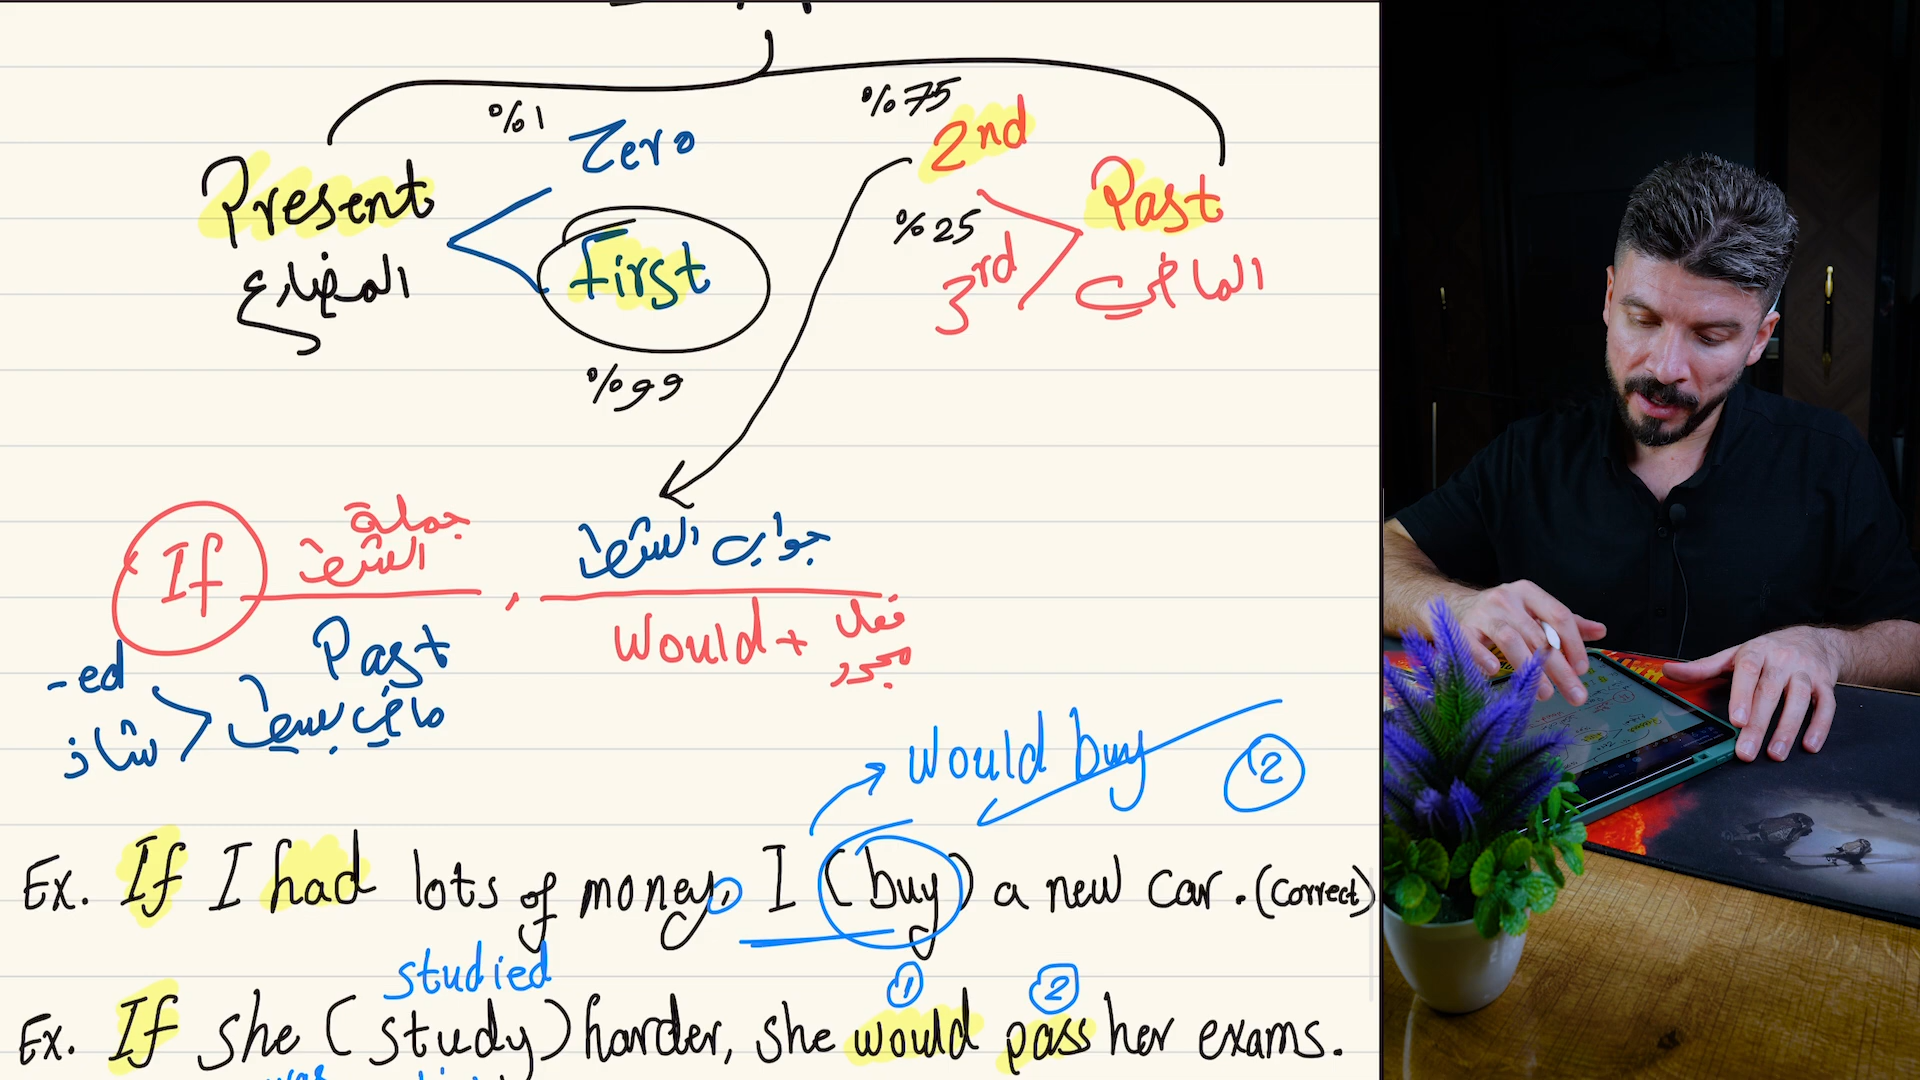 %1 Zero
%75 2nd
Present
المضارع
First
%99
%25 3rd
Past
الماضي
If جملة الشرط , جواب الشرط
Past
ماضي بسيط
-ed
شاذ
Would + فعل مجرد
would buy ②
Ex. If I had lots of money, I (buy) a new car. (correct)
studied ① ②
Ex. If she (study) harder, she would pass her exams.